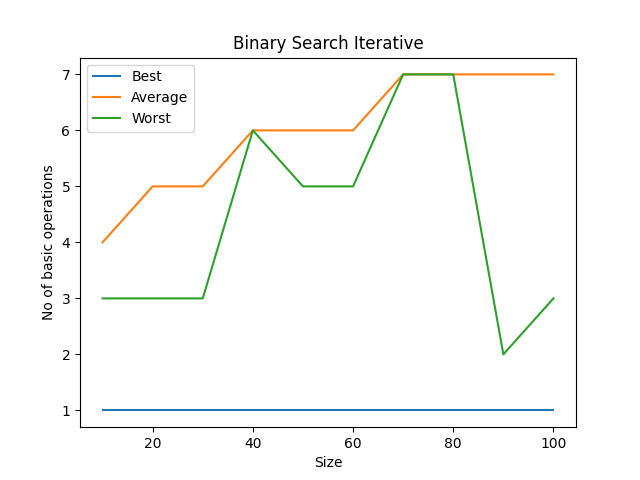 Binary Search Iterative
Best
Average
Worst
No of basic operations
7
6
5
4
3
2
1
20 40 60 80 100
Size